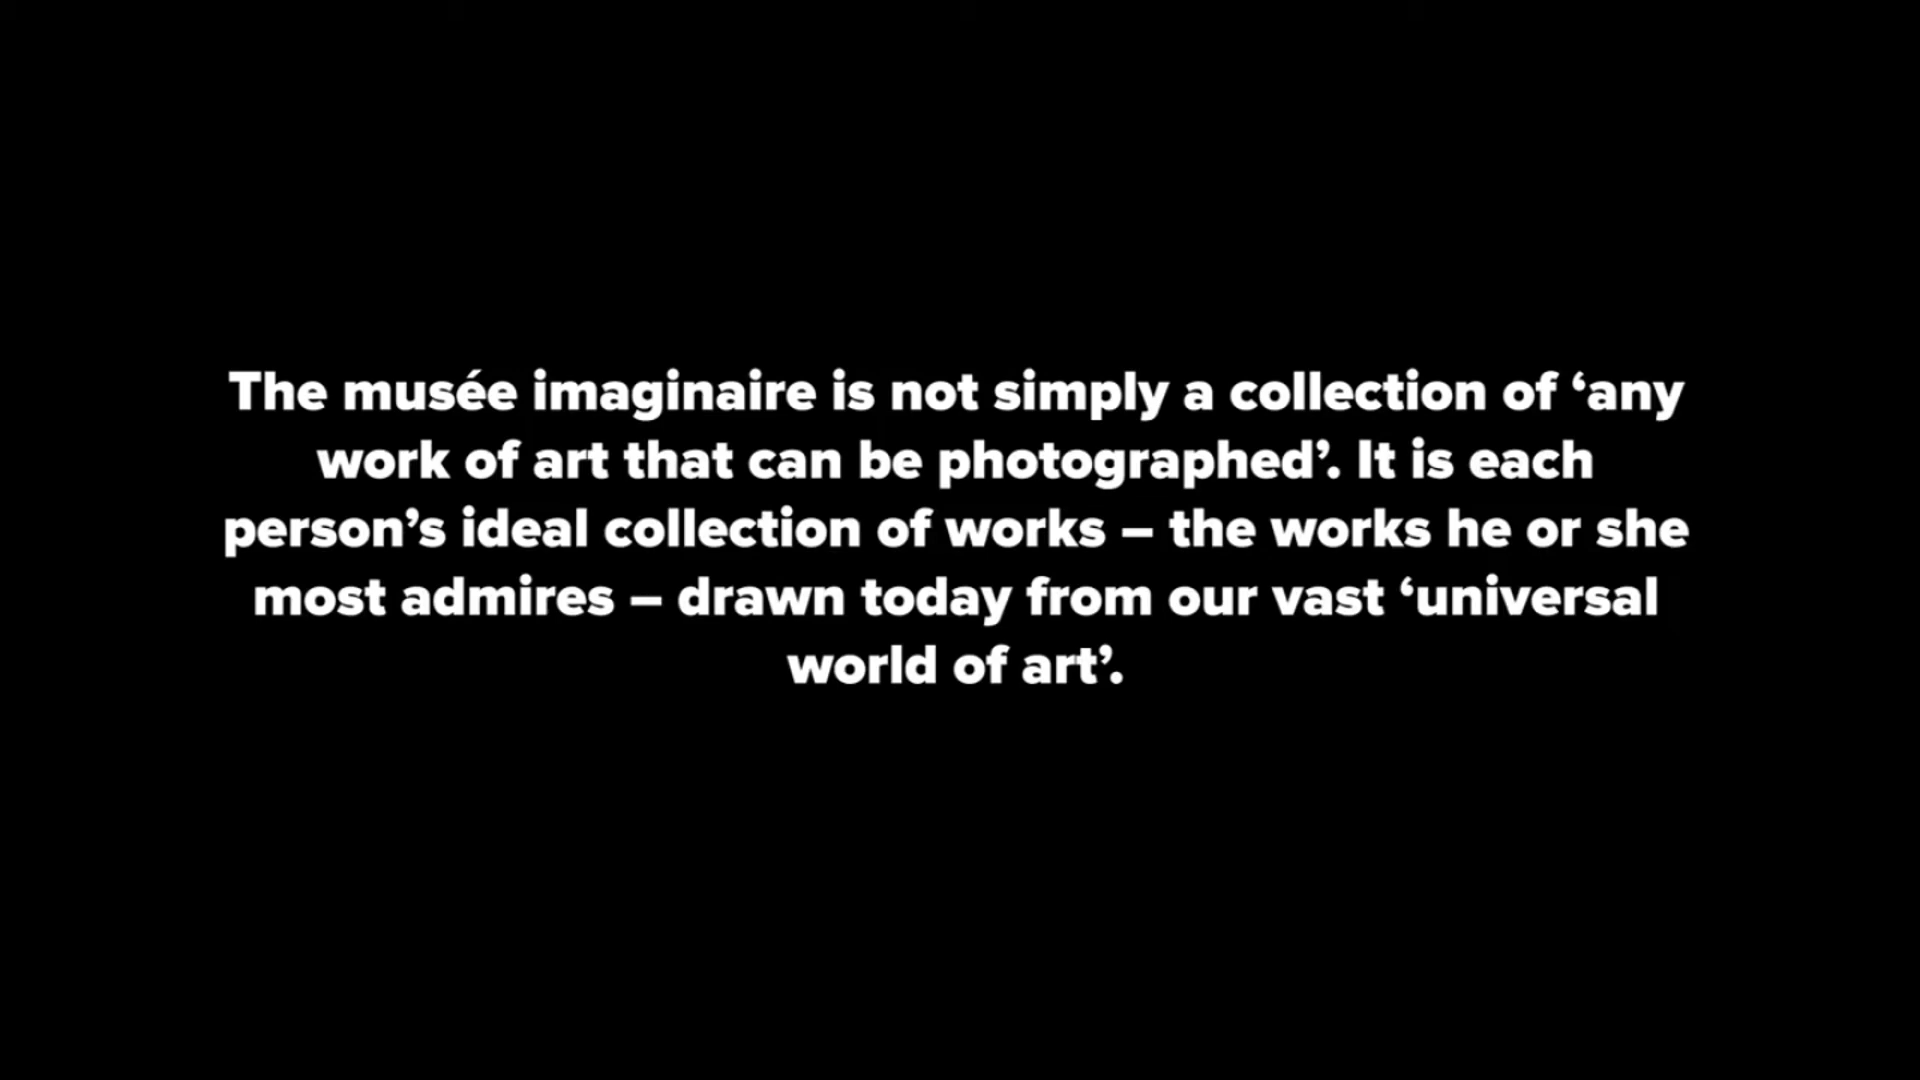 The musée imaginaire is not simply a collection of ‘any
work of art that can be photographed’. It is each
person’s ideal collection of works – the works he or she
most admires – drawn today from our vast ‘universal
world of art’.